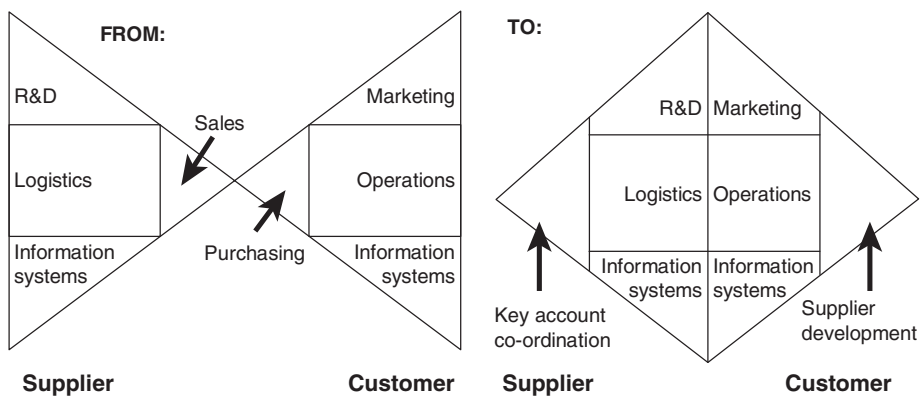 FROM:
R&D
Marketing
Sales
Logistics
Operations
Purchasing
Information
systems
Information
systems
Supplier
Customer
TO:
R&D
Marketing
Logistics
Operations
Information
systems
Information
systems
Key account
co-ordination
Supplier
development
Supplier
Customer